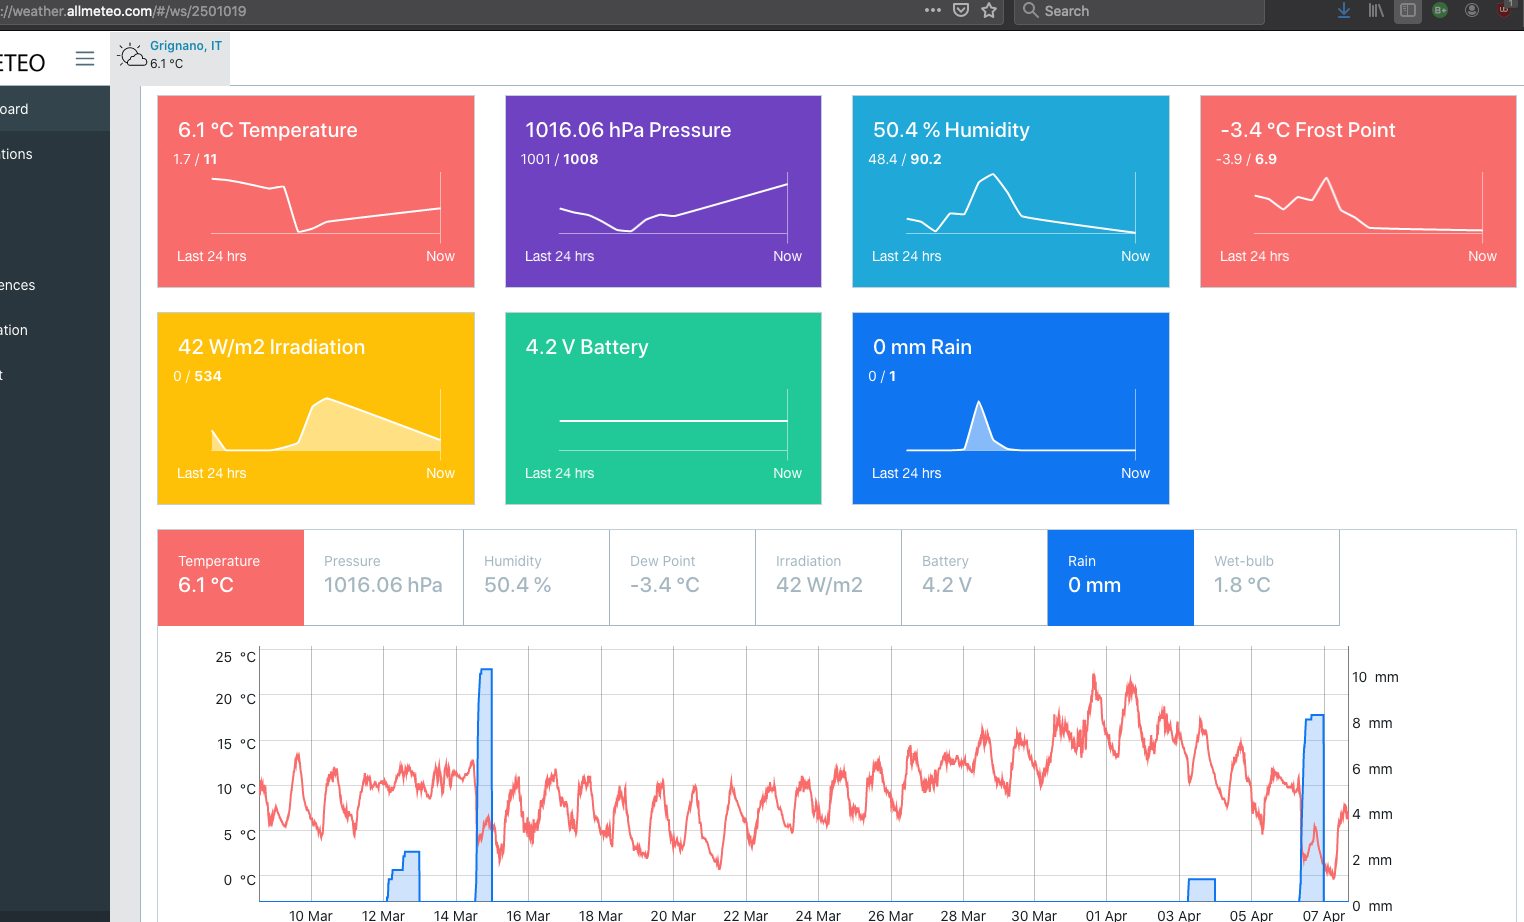 ://weather.allmeteo.com/#/ws/2501019
Search
ETEO
Grignano, IT
6.1 °C
oard
tions
ences
ation
t
6.1 °C Temperature
1.7 / 11
Last 24 hrs
Now
1016.06 hPa Pressure
1001 / 1008
Last 24 hrs
Now
50.4 % Humidity
48.4 / 90.2
Last 24 hrs
Now
-3.4 °C Frost Point
-3.9 / 6.9
Last 24 hrs
Now
42 W/m2 Irradiation
0 / 534
Last 24 hrs
Now
4.2 V Battery
Last 24 hrs
Now
0 mm Rain
0 / 1
Last 24 hrs
Now
Temperature
6.1 °C
Pressure
1016.06 hPa
Humidity
50.4 %
Dew Point
-3.4 °C
Irradiation
42 W/m2
Battery
4.2 V
Rain
0 mm
Wet-bulb
1.8 °C
25 °C
20 °C
15 °C
10 °C
5 °C
0 °C
10 mm
8 mm
6 mm
4 mm
2 mm
0 mm
10 Mar 12 Mar 14 Mar 16 Mar 18 Mar 20 Mar 22 Mar 24 Mar 26 Mar 28 Mar 30 Mar 01 Apr 03 Apr 05 Apr 07 Apr